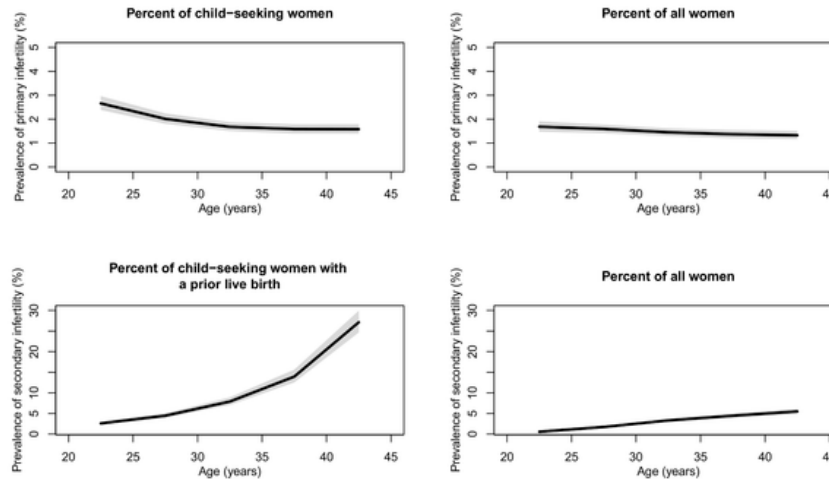 Percent of child−seeking women
Prevalence of primary infertility (%)
5
4
3
2
1
0
20 25 30 35 40 45
Age (years)
Percent of all women
Prevalence of primary infertility (%)
5
4
3
2
1
0
20 25 30 35 40
Age (years)
Percent of child−seeking women with
a prior live birth
Prevalence of secondary infertility (%)
30
20
10
5
0
20 25 30 35 40 45
Age (years)
Percent of all women
Prevalence of secondary infertility (%)
30
20
10
5
0
20 25 30 35 40
Age (years)